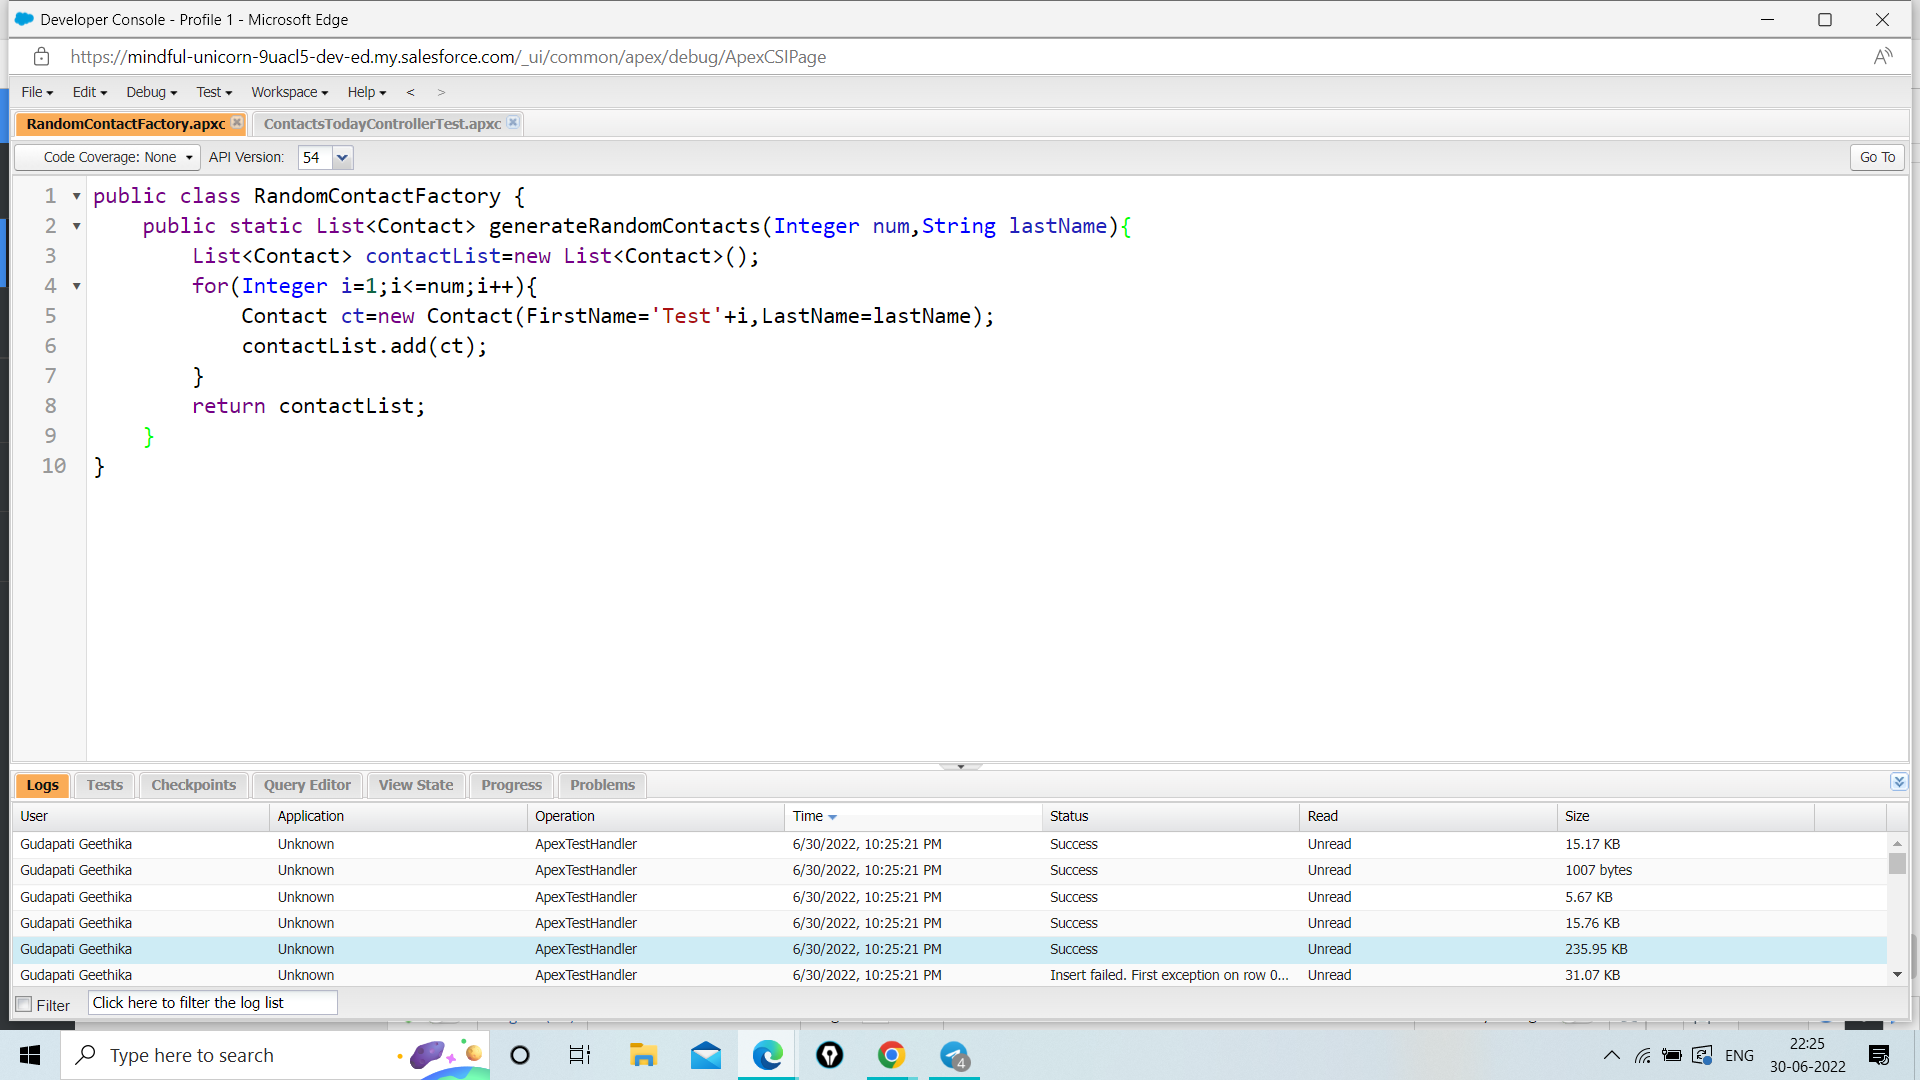 Developer Console - Profile 1 - Microsoft Edge
https://mindful-unicorn-9uacl5-dev-ed.my.salesforce.com/_ui/common/apex/debug/ApexCSIPage
File Edit Debug Test Workspace Help < >
RandomContactFactory.apxc ContactsTodayControllerTest.apxc
Code Coverage: None API Version: 54 Go To
1 public class RandomContactFactory {
2 public static List<Contact> generateRandomContacts(Integer num,String lastName){
3 List<Contact> contactList=new List<Contact>();
4 for(Integer i=1;i<=num;i++){
5 Contact ct=new Contact(FirstName='Test'+i,LastName=lastName);
6 contactList.add(ct);
7 }
8 return contactList;
9 }
10 }
Logs Tests Checkpoints Query Editor View State Progress Problems
User Application Operation Time Status Read Size
Gudapati Geethika Unknown ApexTestHandler 6/30/2022, 10:25:21 PM Success Unread 15.17 KB
Gudapati Geethika Unknown ApexTestHandler 6/30/2022, 10:25:21 PM Success Unread 1007 bytes
Gudapati Geethika Unknown ApexTestHandler 6/30/2022, 10:25:21 PM Success Unread 5.67 KB
Gudapati Geethika Unknown ApexTestHandler 6/30/2022, 10:25:21 PM Success Unread 15.76 KB
Gudapati Geethika Unknown ApexTestHandler 6/30/2022, 10:25:21 PM Success Unread 235.95 KB
Gudapati Geethika Unknown ApexTestHandler 6/30/2022, 10:25:21 PM Insert failed. First exception on row 0... Unread 31.07 KB
Filter Click here to filter the log list
Type here to search 4 ENG 22:25
30-06-2022